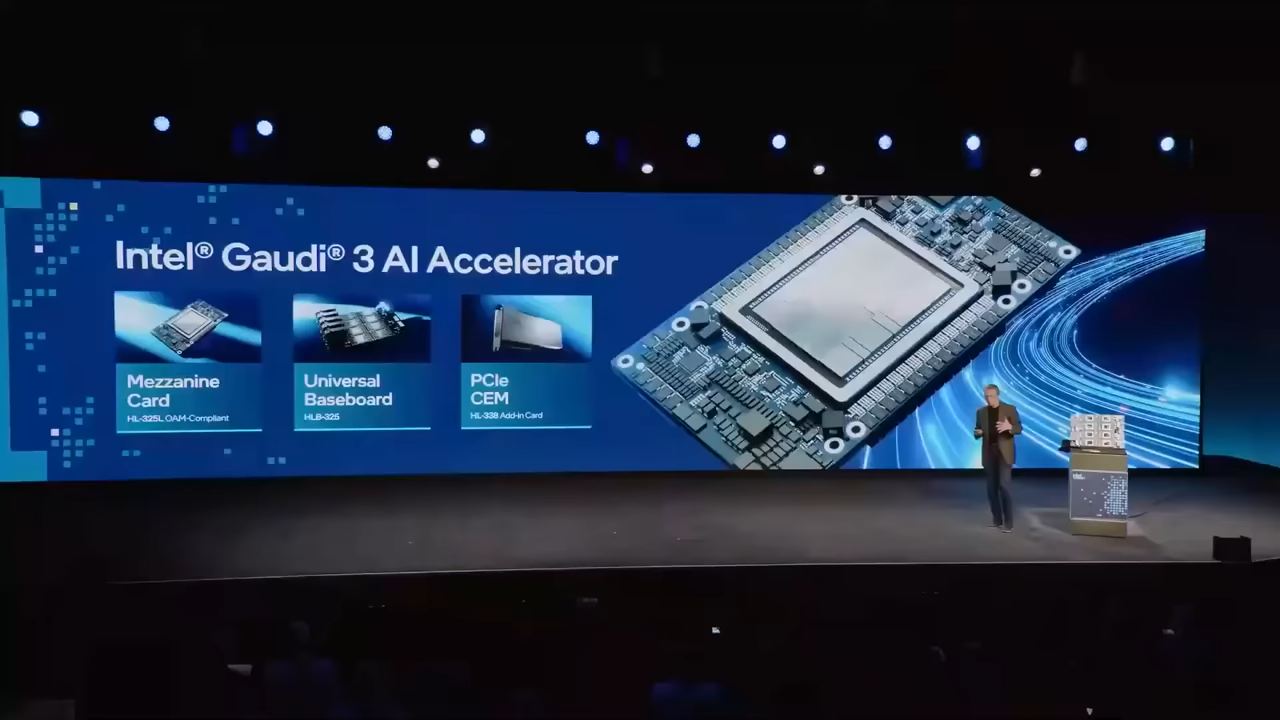 Intel® Gaudi® 3 AI Accelerator
Mezzanine
Card
HL-325L OAM-Compliant
Universal
Baseboard
HLB-325
PCIe
CEM
HL-338 Add-in Card
intel